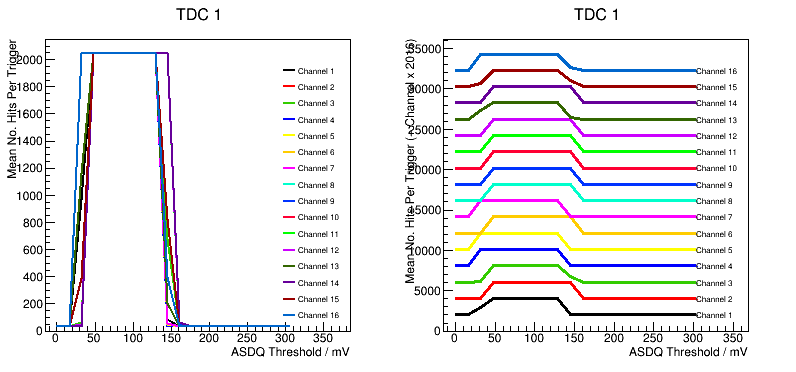 TDC 1
Mean No. Hits Per Trigger
2000
1800
1600
1400
1200
1000
800
600
400
200
0
0 50 100 150 200 250 300 350
ASDQ Threshold / mV
Channel 1
Channel 2
Channel 3
Channel 4
Channel 5
Channel 6
Channel 7
Channel 8
Channel 9
Channel 10
Channel 11
Channel 12
Channel 13
Channel 14
Channel 15
Channel 16
TDC 1
Mean No. Hits Per Trigger (+ Channel x
35000
30000
25000
20000
15000
10000
5000
0
0 50 100 150 200 250 300 350
ASDQ Threshold / mV
Channel 16
Channel 15
Channel 14
Channel 13
Channel 12
Channel 11
Channel 10
Channel 9
Channel 8
Channel 7
Channel 6
Channel 5
Channel 4
Channel 3
Channel 2
Channel 1